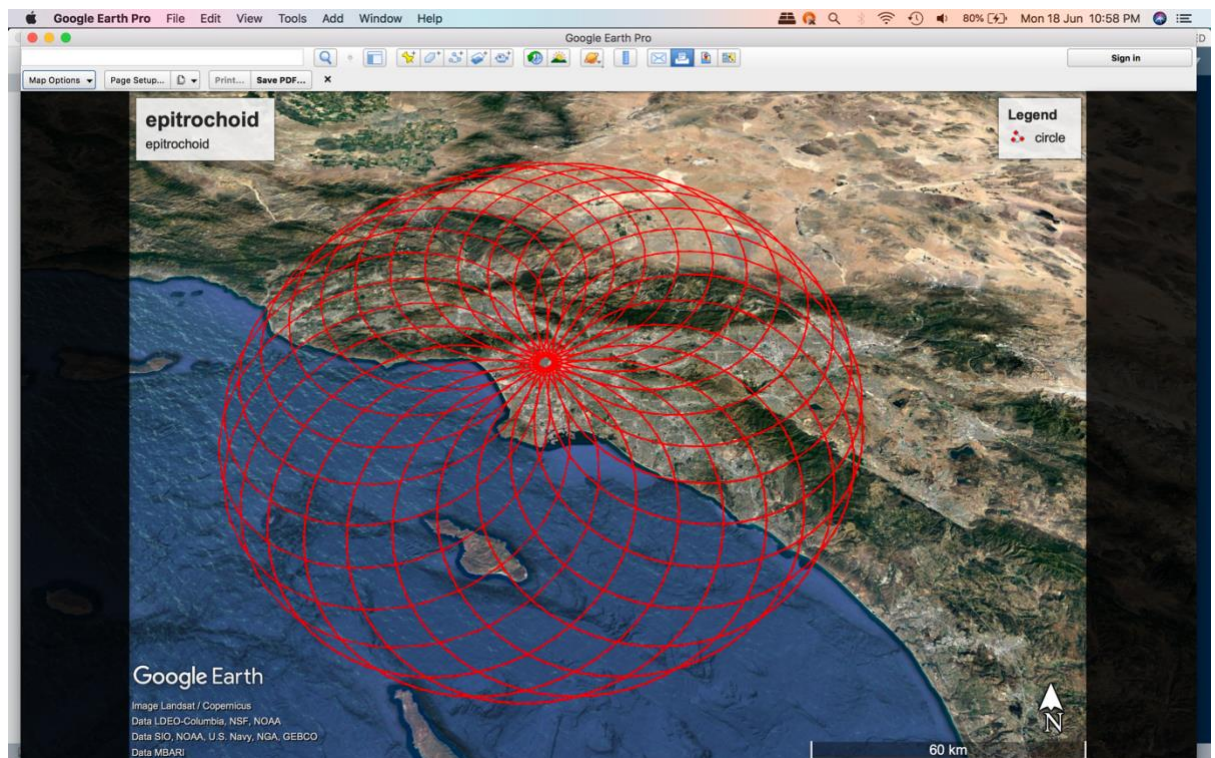 Google Earth Pro File Edit View Tools Add Window Help 80% Mon 18 Jun 10:58 PM
Google Earth Pro
Sign in
Map Options Page Setup... Print... Save PDF...
epitrochoid
epitrochoid
Legend
circle
Google Earth
Image Landsat / Copernicus
Data LDEO-Columbia, NSF, NOAA
Data SIO, NOAA, U.S. Navy, NGA, GEBCO
Data MBARI
N
60 km